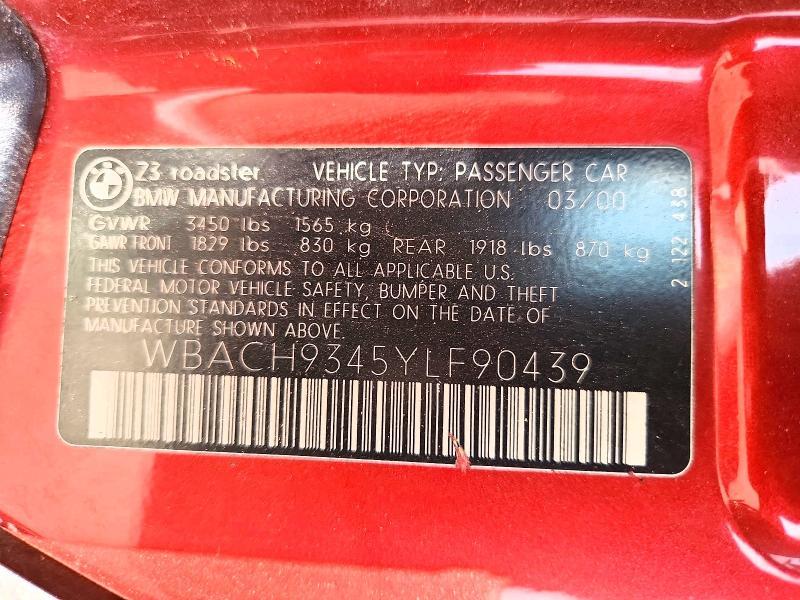 Z3 roadster VEHICLE TYP: PASSENGER CAR
BMW MANUFACTURING CORPORATION 03/00
GVWR 3450 lbs 1565 kg
GAWR FRONT 1829 lbs 830 kg REAR 1918 lbs 870 kg
THIS VEHICLE CONFORMS TO ALL APPLICABLE U.S.
FEDERAL MOTOR VEHICLE SAFETY, BUMPER AND THEFT
PREVENTION STANDARDS IN EFFECT ON THE DATE OF
MANUFACTURE SHOWN ABOVE.
WBACH9345YLF90439
2 122 438